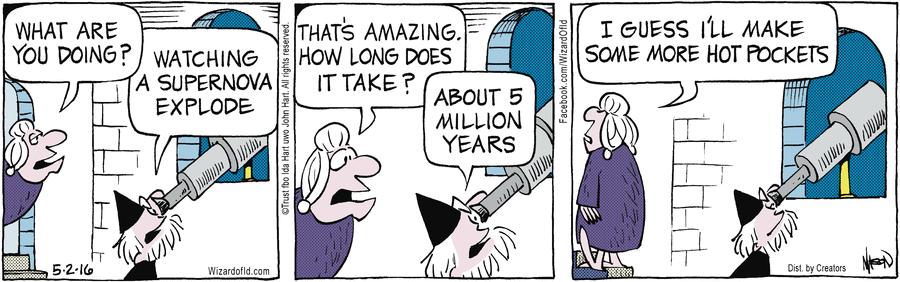 WHAT ARE
YOU DOING?
WATCHING
A SUPERNOVA
EXPLODE
5-2-16
Wizardofid.com
©Trust fbo Ida Hart uwo John Hart. All rights reserved.
THAT'S AMAZING.
HOW LONG DOES
IT TAKE?
ABOUT 5
MILLION
YEARS
Facebook.com/WizardOfId
I GUESS I'LL MAKE
SOME MORE HOT POCKETS
Dist. by Creators
MASON